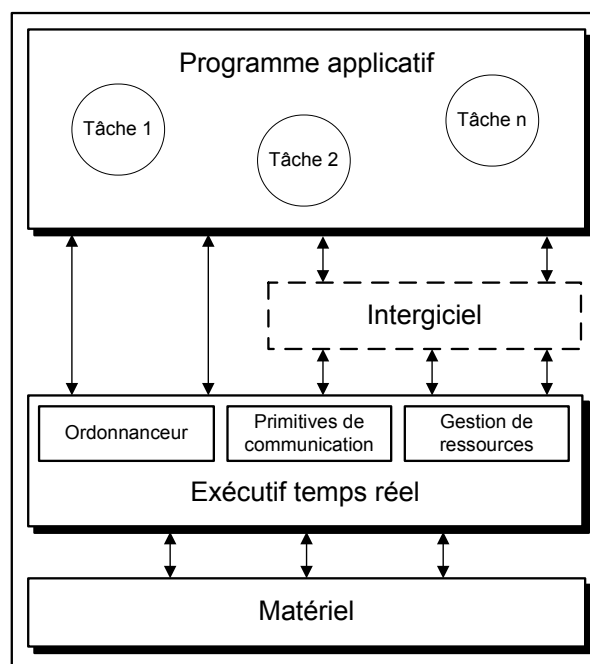 Programme applicatif
Tâche 1
Tâche 2
Tâche n
Intergiciel
Ordonnanceur
Primitives de
communication
Gestion de
ressources
Exécutif temps réel
Matériel